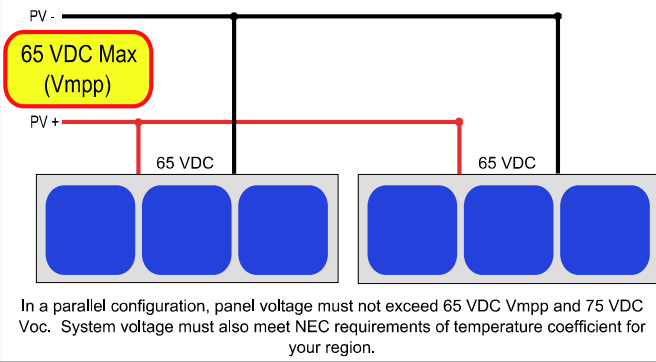 PV -
65 VDC Max
(Vmpp)
PV +
65 VDC
65 VDC
In a parallel configuration, panel voltage must not exceed 65 VDC Vmpp and 75 VDC
Voc. System voltage must also meet NEC requirements of temperature coefficient for
your region.